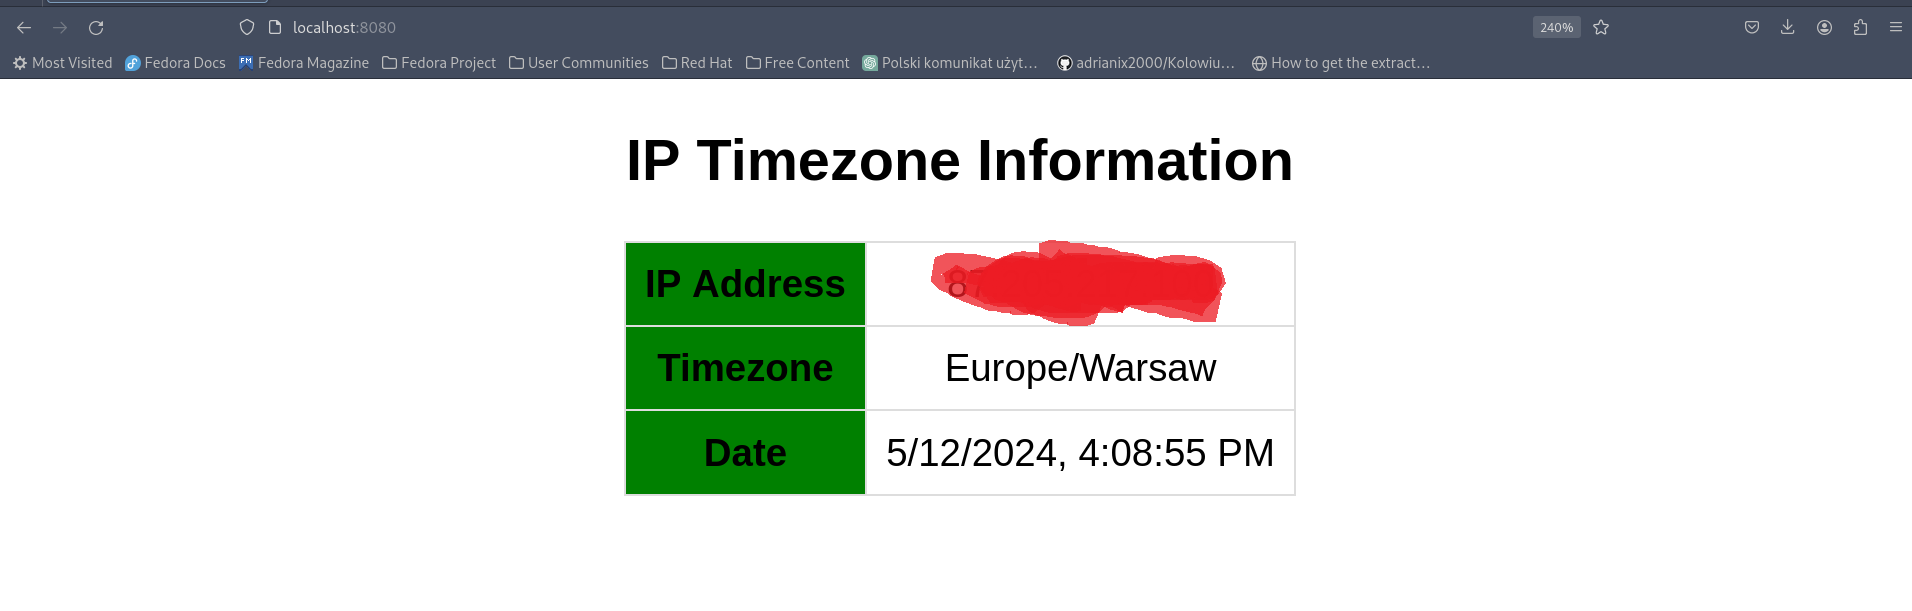 localhost:8080 240%
Most Visited Fedora Docs Fedora Magazine Fedora Project User Communities Red Hat Free Content Polski komunikat użyt... adrianix2000/Kolowiu... How to get the extract...
IP Timezone Information
IP Address
Timezone Europe/Warsaw
Date 5/12/2024, 4:08:55 PM